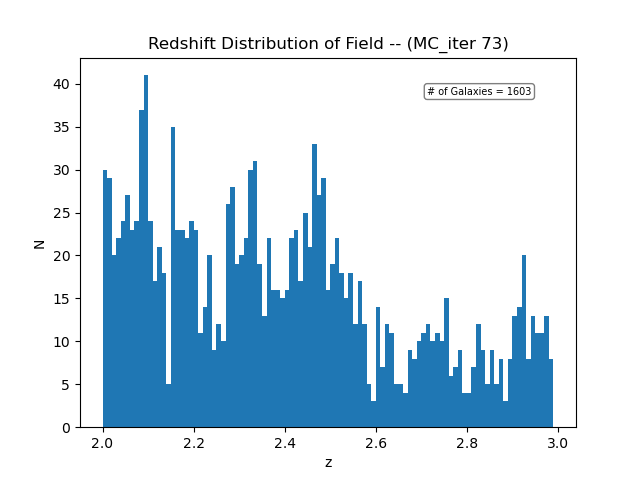 Redshift Distribution of Field -- (MC_iter 73)
# of Galaxies = 1603
40
35
30
25
20
15
10
5
0
N
2.0 2.2 2.4 2.6 2.8 3.0
z